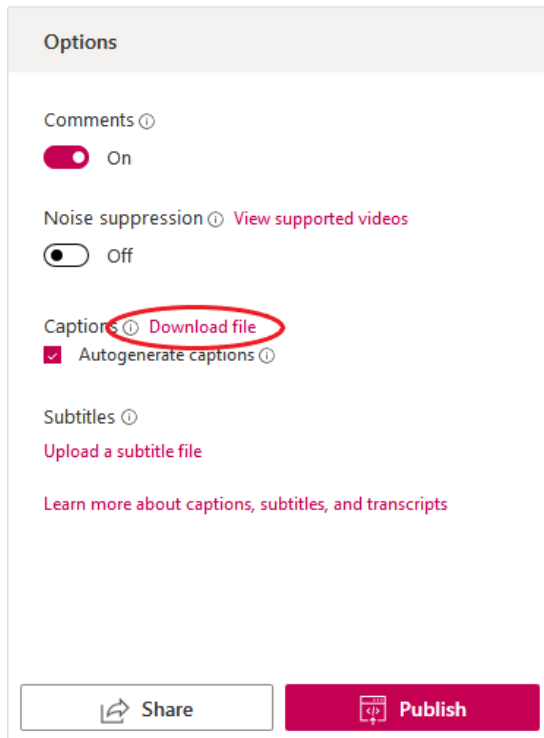 Options
Comments
On
Noise suppression View supported videos
Off
Captions Download file
Autogenerate captions
Subtitles
Upload a subtitle file
Learn more about captions, subtitles, and transcripts
Share Publish